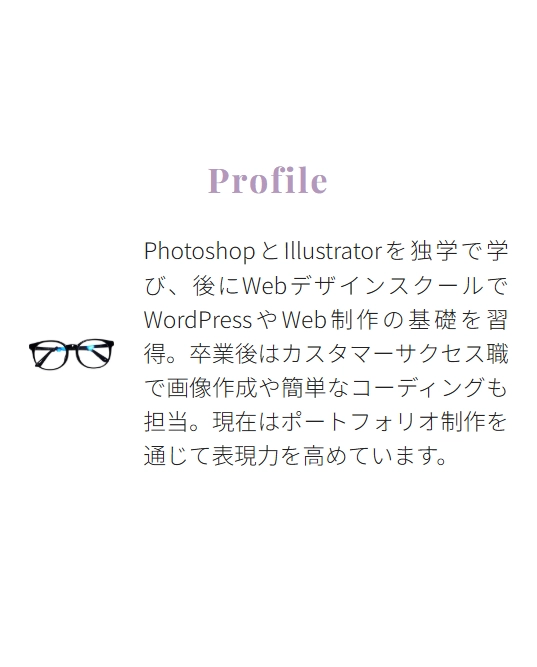 Profile
PhotoshopとIllustratorを独学で学
び、後にWebデザインスクールで
WordPressやWeb制作の基礎を習
得。卒業後はカスタマーサクセス職
で画像作成や簡単なコーディングも
担当。現在はポートフォリオ制作を
通じて表現力を高めています。